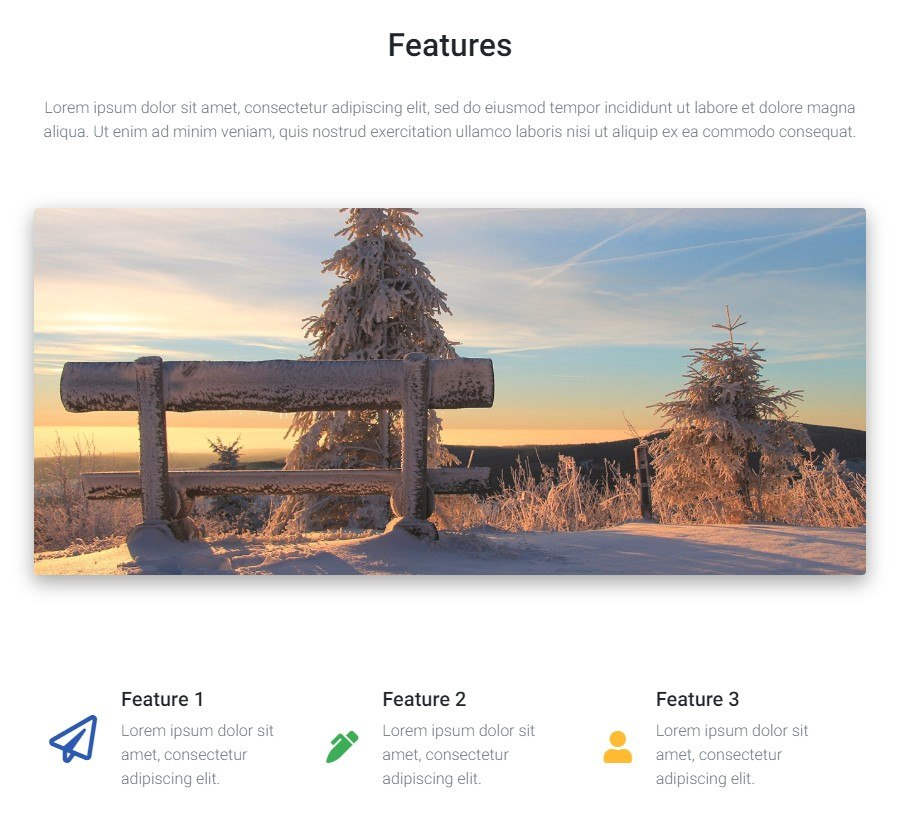 Features
Lorem ipsum dolor sit amet, consectetur adipiscing elit, sed do eiusmod tempor incididunt ut labore et dolore magna
aliqua. Ut enim ad minim veniam, quis nostrud exercitation ullamco laboris nisi ut aliquip ex ea commodo consequat.
Feature 1
Lorem ipsum dolor sit
amet, consectetur
adipiscing elit.
Feature 2
Lorem ipsum dolor sit
amet, consectetur
adipiscing elit.
Feature 3
Lorem ipsum dolor sit
amet, consectetur
adipiscing elit.